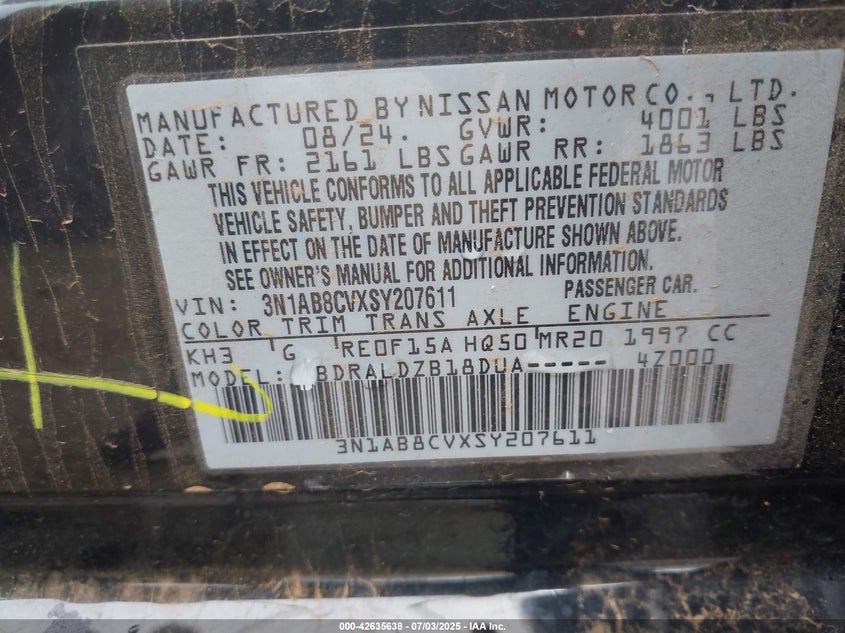 MANUFACTURED BY NISSAN MOTOR CO., LTD.
DATE: 08/24. GVWR: 4001 LBS
GAWR FR: 2161 LBS GAWR RR: 1863 LBS
THIS VEHICLE CONFORMS TO ALL APPLICABLE FEDERAL MOTOR
VEHICLE SAFETY, BUMPER AND THEFT PREVENTION STANDARDS
IN EFFECT ON THE DATE OF MANUFACTURE SHOWN ABOVE.
SEE OWNER'S MANUAL FOR ADDITIONAL INFORMATION.
VIN: 3N1AB8CVXSY207611 PASSENGER CAR.
COLOR TRIM TRANS AXLE ENGINE
KH3 G RE0F15A HQ50 MR20 1997 CC
MODEL: BDRALDZB18DUA----- 4Z000
3N1AB8CVXSY207611
000-42635638 - 07/03/2025 - IAA Inc.